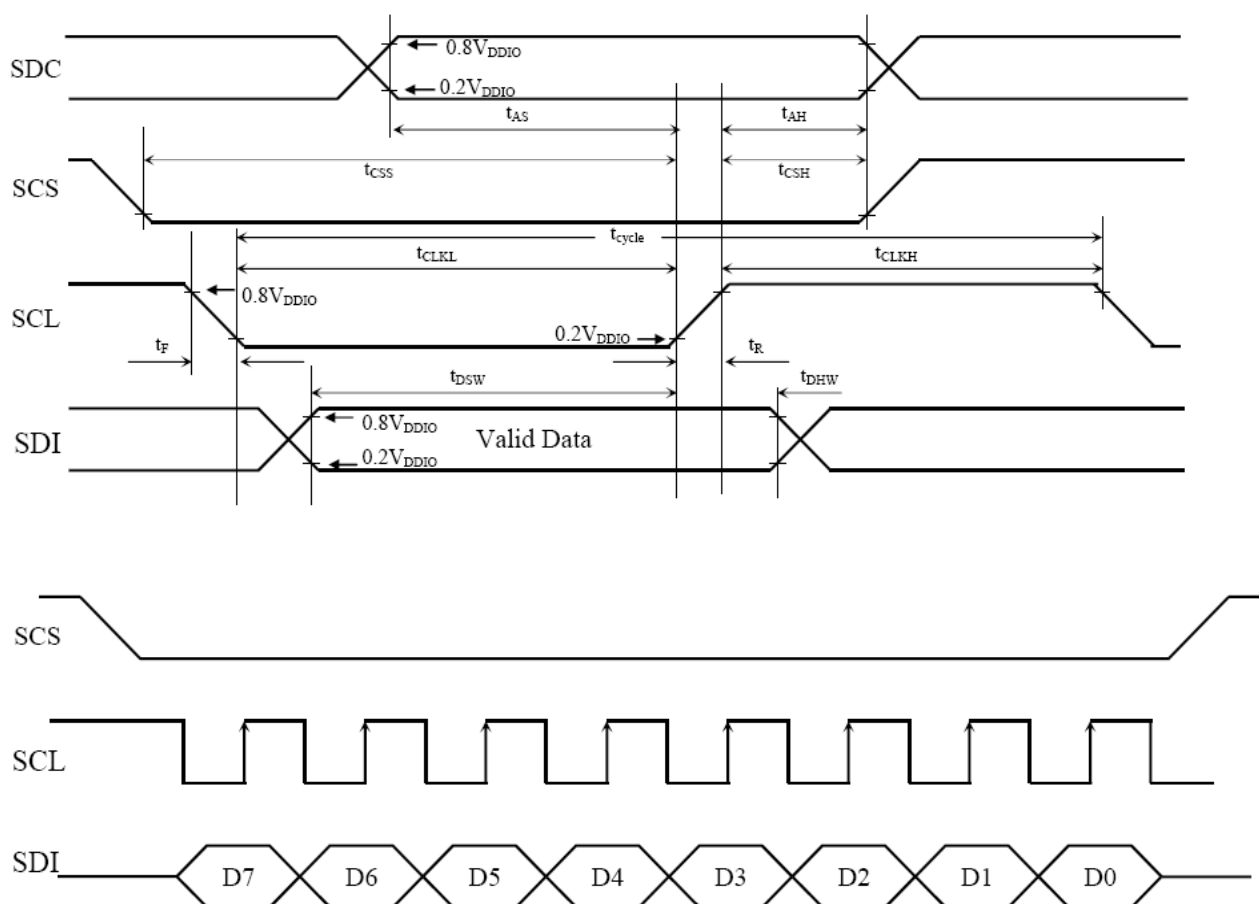 SDC
0.8VDDIO
0.2VDDIO
tAS
tAH
SCS
tCSS
tCSH
tcycle
tCLKL
tCLKH
SCL
0.8VDDIO
0.2VDDIO
tF
tR
tDSW
tDHW
SDI
0.8VDDIO
Valid Data
0.2VDDIO
SCS
SCL
SDI
D7 D6 D5 D4 D3 D2 D1 D0